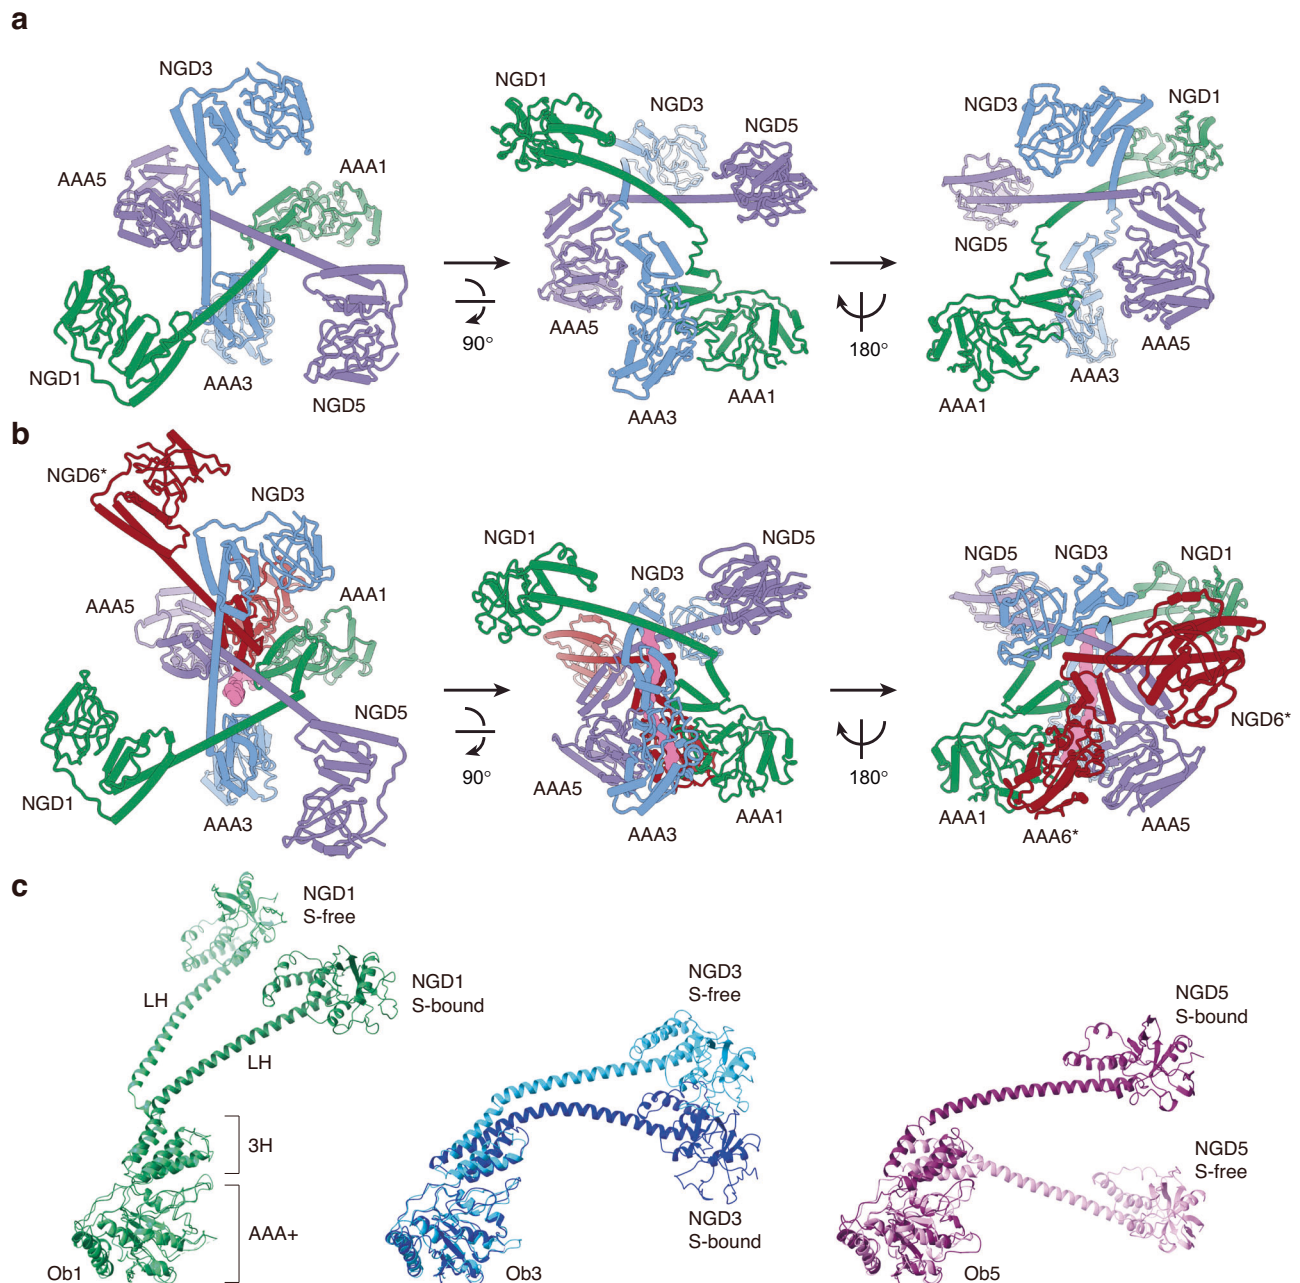 a
NGD3
AAA5
AAA1
NGD1
AAA3
NGD5
90°
NGD1
NGD3
NGD5
AAA5
AAA3
AAA1
180°
NGD3
NGD1
NGD5
AAA5
AAA3
AAA1
b
NGD6*
NGD3
AAA5
AAA1
NGD5
NGD1
AAA3
90°
NGD1
NGD3
NGD5
AAA5
AAA3
AAA1
180°
NGD5
NGD3
NGD1
NGD6*
AAA1
AAA6*
AAA5
c
NGD1
S-free
LH
NGD1
S-bound
LH
3H
AAA+
Ob1
NGD3
S-free
NGD3
S-bound
Ob3
NGD5
S-bound
NGD5
S-free
Ob5